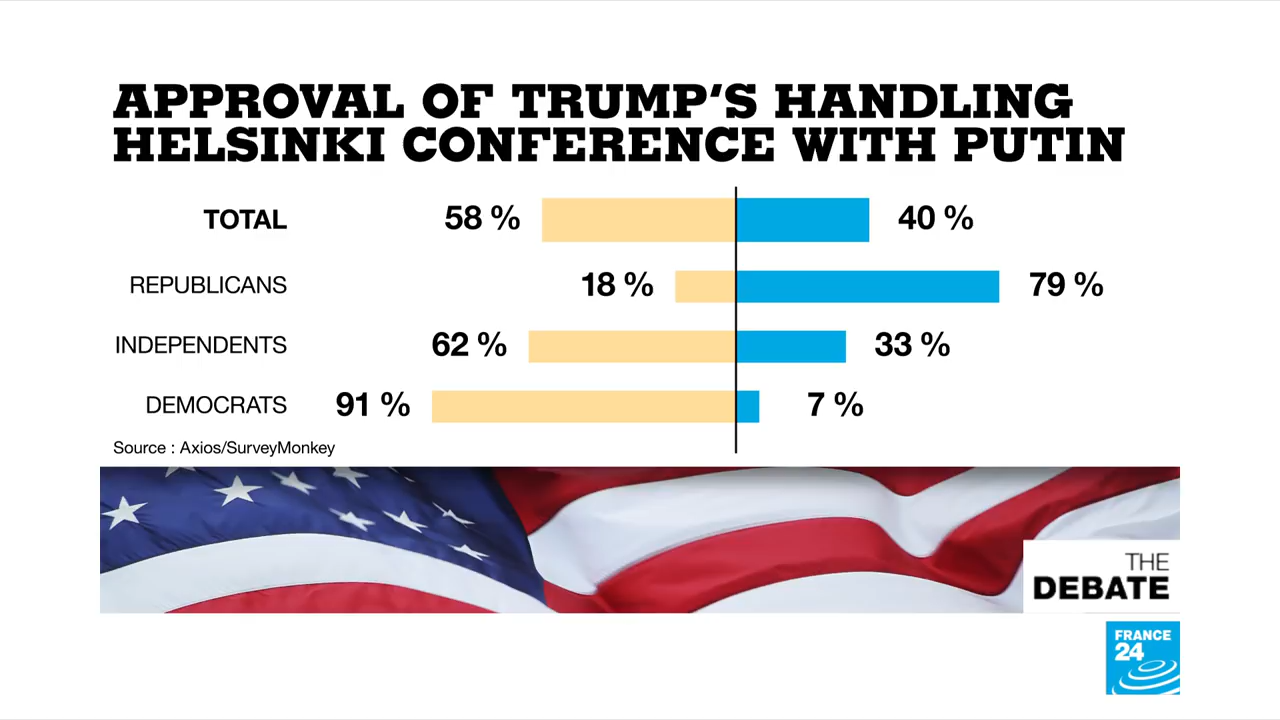 APPROVAL OF TRUMP'S HANDLING
HELSINKI CONFERENCE WITH PUTIN
TOTAL 58 % 40 %
REPUBLICANS 18 % 79 %
INDEPENDENTS 62 % 33 %
DEMOCRATS 91 % 7 %
Source : Axios/SurveyMonkey
THE
DEBATE
FRANCE
24